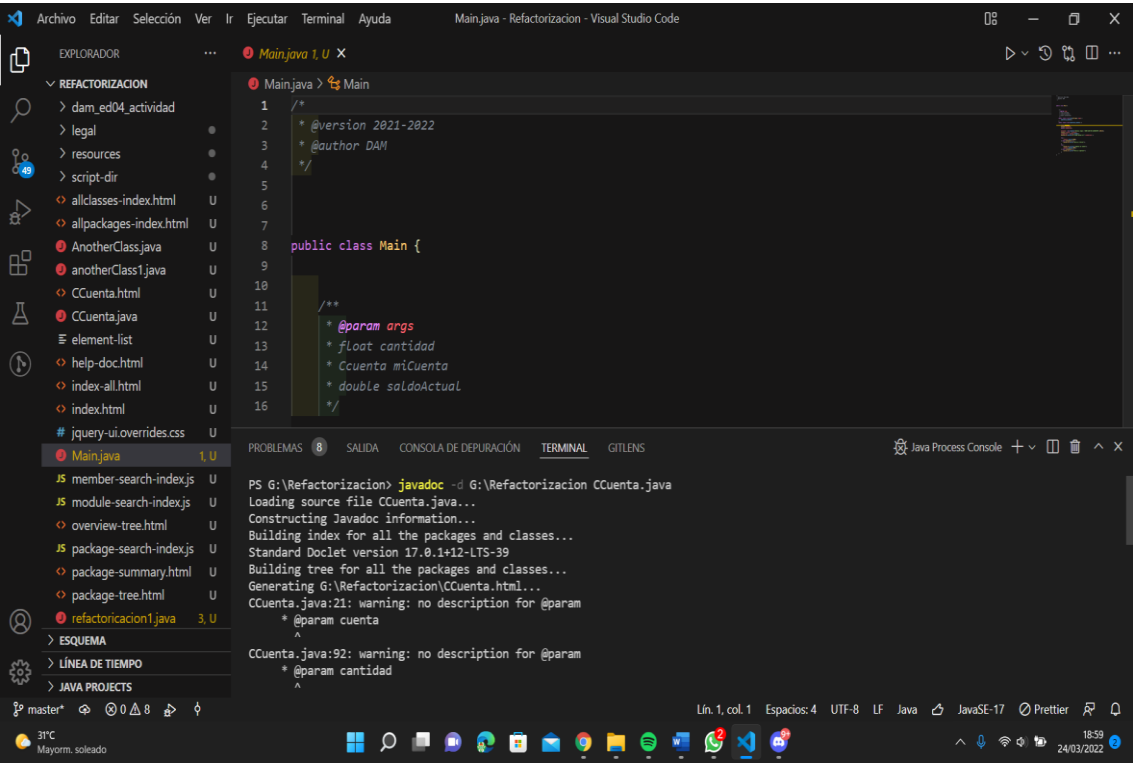 Archivo Editar Selección Ver Ir Ejecutar Terminal Ayuda Main.java - Refactorizacion - Visual Studio Code
EXPLORADOR ···
REFACTORIZACION
dam_ed04_actividad
legal
resources
script-dir
allclasses-index.html U
allpackages-index.html U
AnotherClass.java U
anotherClass1.java U
CCuenta.html U
CCuenta.java U
element-list U
help-doc.html U
index-all.html U
index.html U
# jquery-ui.overrides.css U
Main.java 1, U
JS member-search-index.js U
JS module-search-index.js U
overview-tree.html U
JS package-search-index.js U
package-summary.html U
package-tree.html U
refactoricacion1.java 3, U
ESQUEMA
LÍNEA DE TIEMPO
JAVA PROJECTS
49
Main.java 1, U
Main.java > Main
1 /*
2 * @version 2021-2022
3 * @author DAM
4 */
5
6
7
8 public class Main {
9
10
11 /**
12 * @param args
13 * float cantidad
14 * Ccuenta miCuenta
15 * double saldoActual
16 */
PROBLEMAS 8 SALIDA CONSOLA DE DEPURACIÓN TERMINAL GITLENS Java Process Console
PS G:\Refactorizacion> javadoc -d G:\Refactorizacion CCuenta.java
Loading source file CCuenta.java...
Constructing Javadoc information...
Building index for all the packages and classes...
Standard Doclet version 17.0.1+12-LTS-39
Building tree for all the packages and classes...
Generating G:\Refactorizacion\CCuenta.html...
CCuenta.java:21: warning: no description for @param
* @param cuenta
^
CCuenta.java:92: warning: no description for @param
* @param cantidad
^
master* 0 8 Lín. 1, col. 1 Espacios: 4 UTF-8 LF Java JavaSE-17 Prettier
31°C
Mayorm. soleado
2
9+
18:59
24/03/2022
2